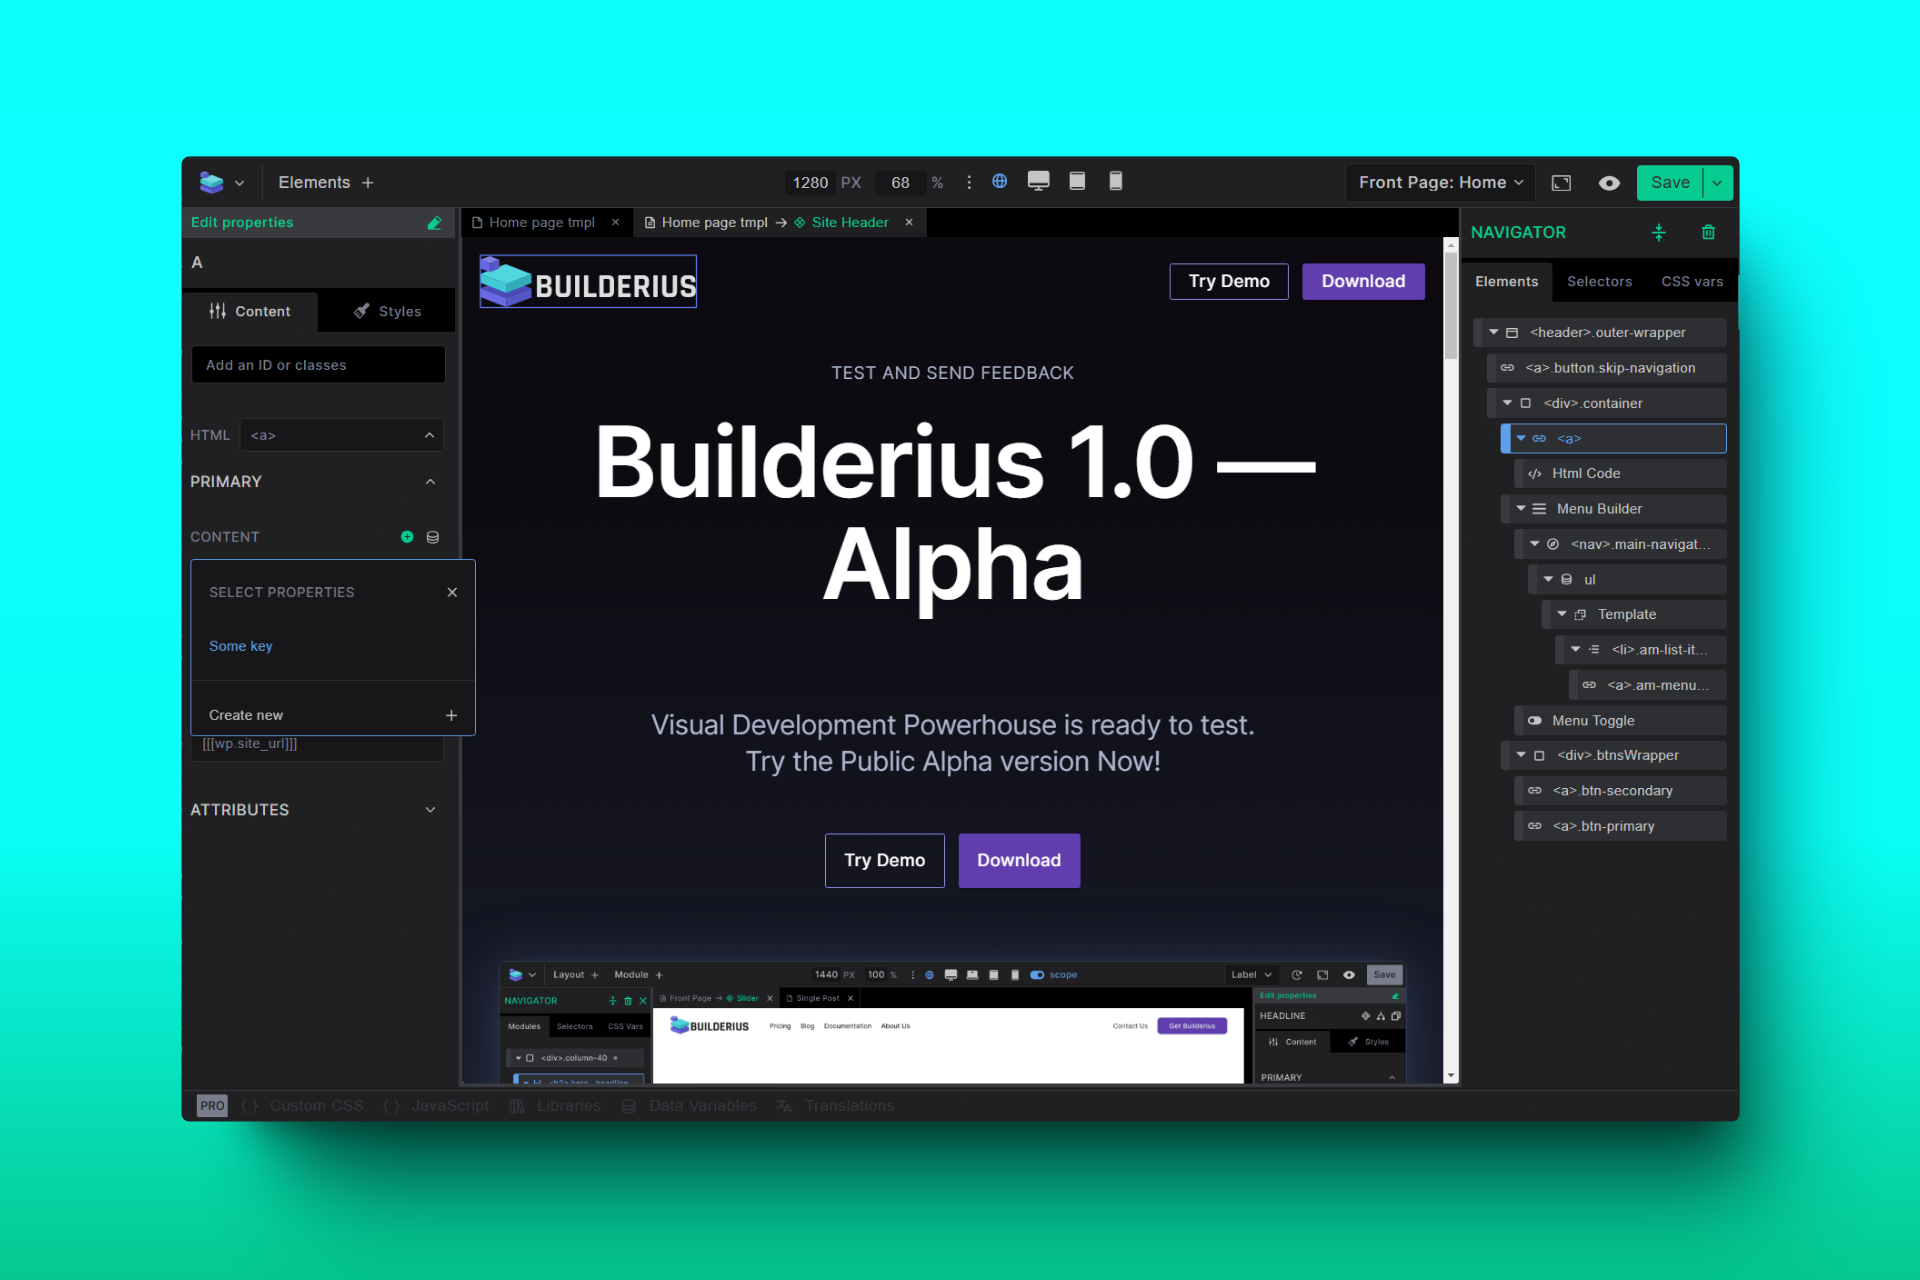 Elements +
1280 PX 68 %
Front Page: Home
Save
Edit properties
Home page tmpl ×
Home page tmpl → Site Header ×
NAVIGATOR
A
Content
Styles
Add an ID or classes
HTML <a>
PRIMARY
CONTENT
SELECT PROPERTIES
Some key
Create new +
[[[wp.site_url]]]
ATTRIBUTES
BUILDERIUS
Try Demo
Download
TEST AND SEND FEEDBACK
Builderius 1.0 —
Alpha
Visual Development Powerhouse is ready to test.
Try the Public Alpha version Now!
Try Demo
Download
Layout +
Module +
1440 PX 100 %
scope
Label
Save
NAVIGATOR
Front Page → Slider ×
Single Post ×
Edit properties
Modules
Selectors
CSS Vars
BUILDERIUS
Pricing
Blog
Documentation
About Us
Contact Us
Get Builderius
HEADLINE
Content
Styles
<div>.column-40
<h2>.hero--headline
PRIMARY
Elements
Selectors
CSS vars
<header>.outer-wrapper
<a>.button.skip-navigation
<div>.container
<a>
Html Code
Menu Builder
<nav>.main-navigat...
ul
Template
<li>.am-list-it...
<a>.am-menu...
Menu Toggle
<div>.btnsWrapper
<a>.btn-secondary
<a>.btn-primary
PRO
{ } Custom CSS
{ } JavaScript
Libraries
Data Variables
Translations